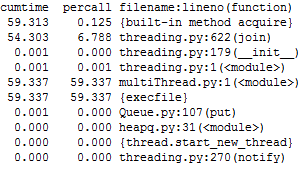 cumtime percall filename:lineno(function)
59.313 0.125 {built-in method acquire}
54.303 6.788 threading.py:622(join)
0.001 0.000 threading.py:179(__init__)
0.001 0.001 threading.py:1(<module>)
59.337 59.337 multiThread.py:1(<module>)
59.337 59.337 {execfile}
0.001 0.000 Queue.py:107(put)
0.000 0.000 heapq.py:31(<module>)
0.000 0.000 {thread.start_new_thread}
0.000 0.000 threading.py:270(notify)